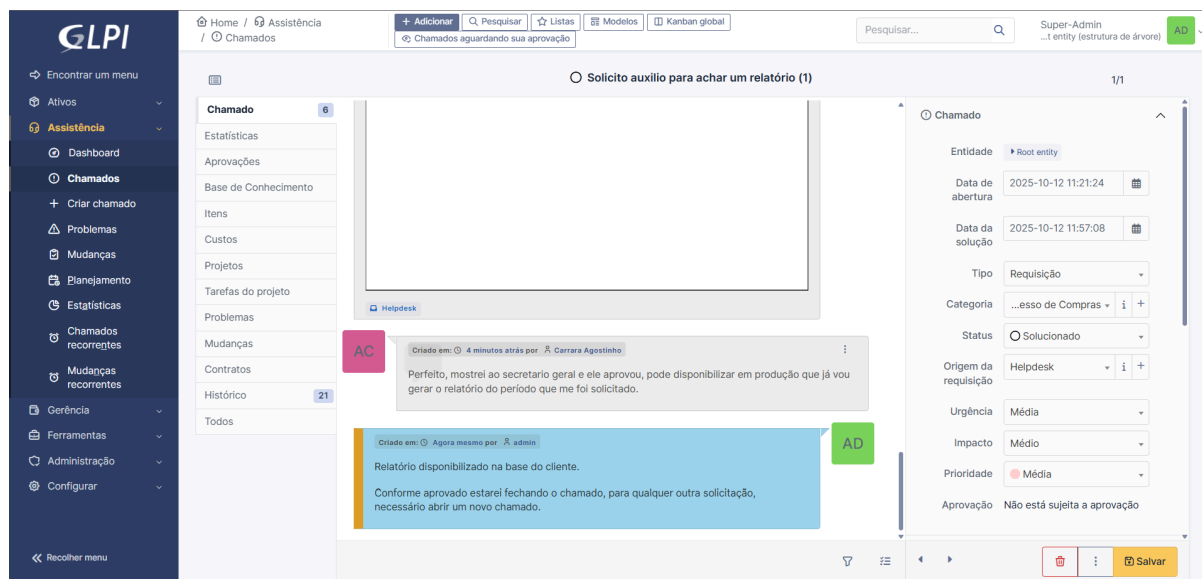 GLPI
Home / Assistência
/ Chamados
+ Adicionar
Pesquisar
Listas
Modelos
Kanban global
Chamados aguardando sua aprovação
Pesquisar...
Super-Admin
...t entity (estrutura de árvore)
AD
Encontrar um menu
Ativos
Assistência
Dashboard
Chamados
Criar chamado
Problemas
Mudanças
Planejamento
Estatísticas
Chamados
recorrentes
Mudanças
recorrentes
Gerência
Ferramentas
Administração
Configurar
Recolher menu
Solicito auxilio para achar um relatório (1)
1/1
Chamado 6
Estatísticas
Aprovações
Base de Conhecimento
Itens
Custos
Projetos
Tarefas do projeto
Problemas
Mudanças
Contratos
Histórico 21
Todos
Helpdesk
AC
Criado em: 4 minutos atrás por Carrara Agostinho
Perfeito, mostrei ao secretario geral e ele aprovou, pode disponibilizar em produção que já vou
gerar o relatório do período que me foi solicitado.
Criado em: Agora mesmo por admin
AD
Relatório disponibilizado na base do cliente.
Conforme aprovado estarei fechando o chamado, para qualquer outra solicitação,
necessário abrir um novo chamado.
Chamado
Entidade Root entity
Data de
abertura
2025-10-12 11:21:24
Data da
solução
2025-10-12 11:57:08
Tipo Requisição
Categoria ...esso de Compras i +
Status Solucionado
Origem da
requisição
Helpdesk i +
Urgência Média
Impacto Médio
Prioridade Média
Aprovação Não está sujeita a aprovação
Salvar